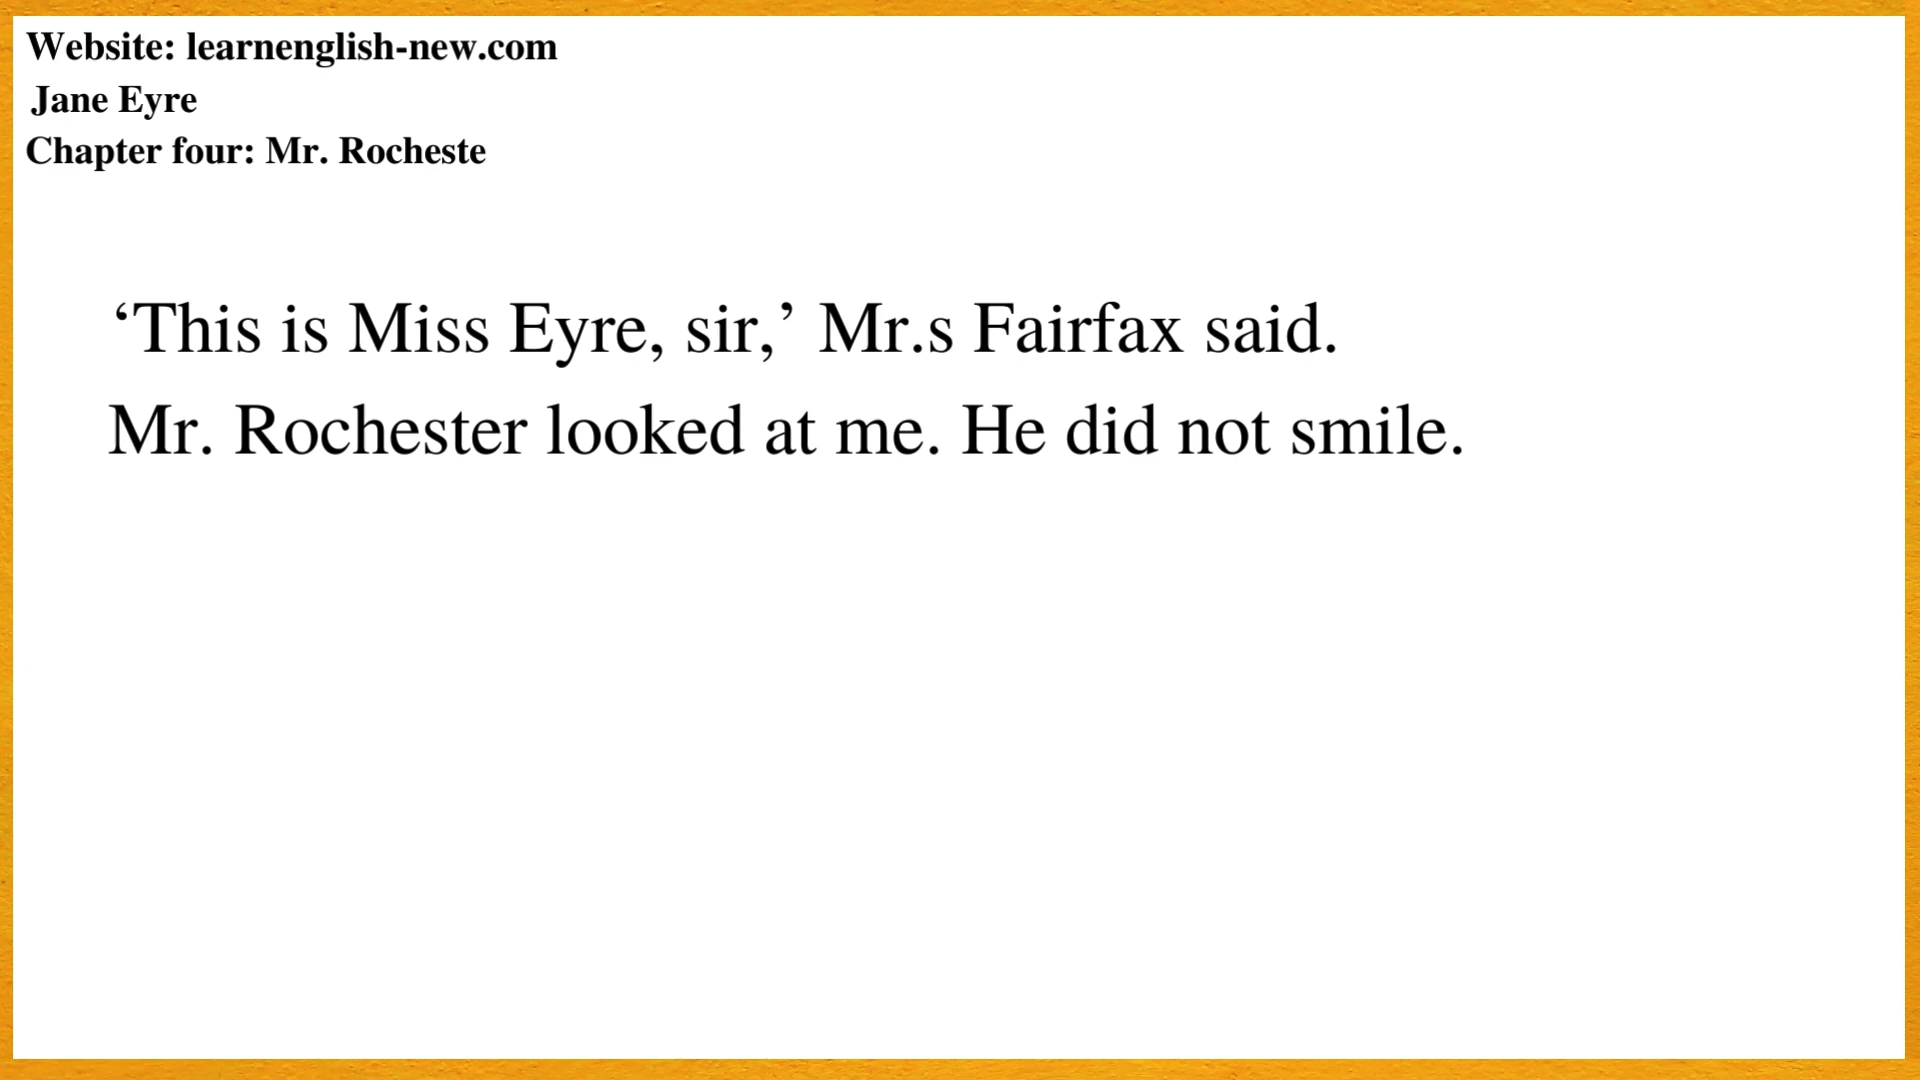 Website: learnenglish-new.com
Jane Eyre
Chapter four: Mr. Rocheste
‘This is Miss Eyre, sir,’ Mr.s Fairfax said.
Mr. Rochester looked at me. He did not smile.